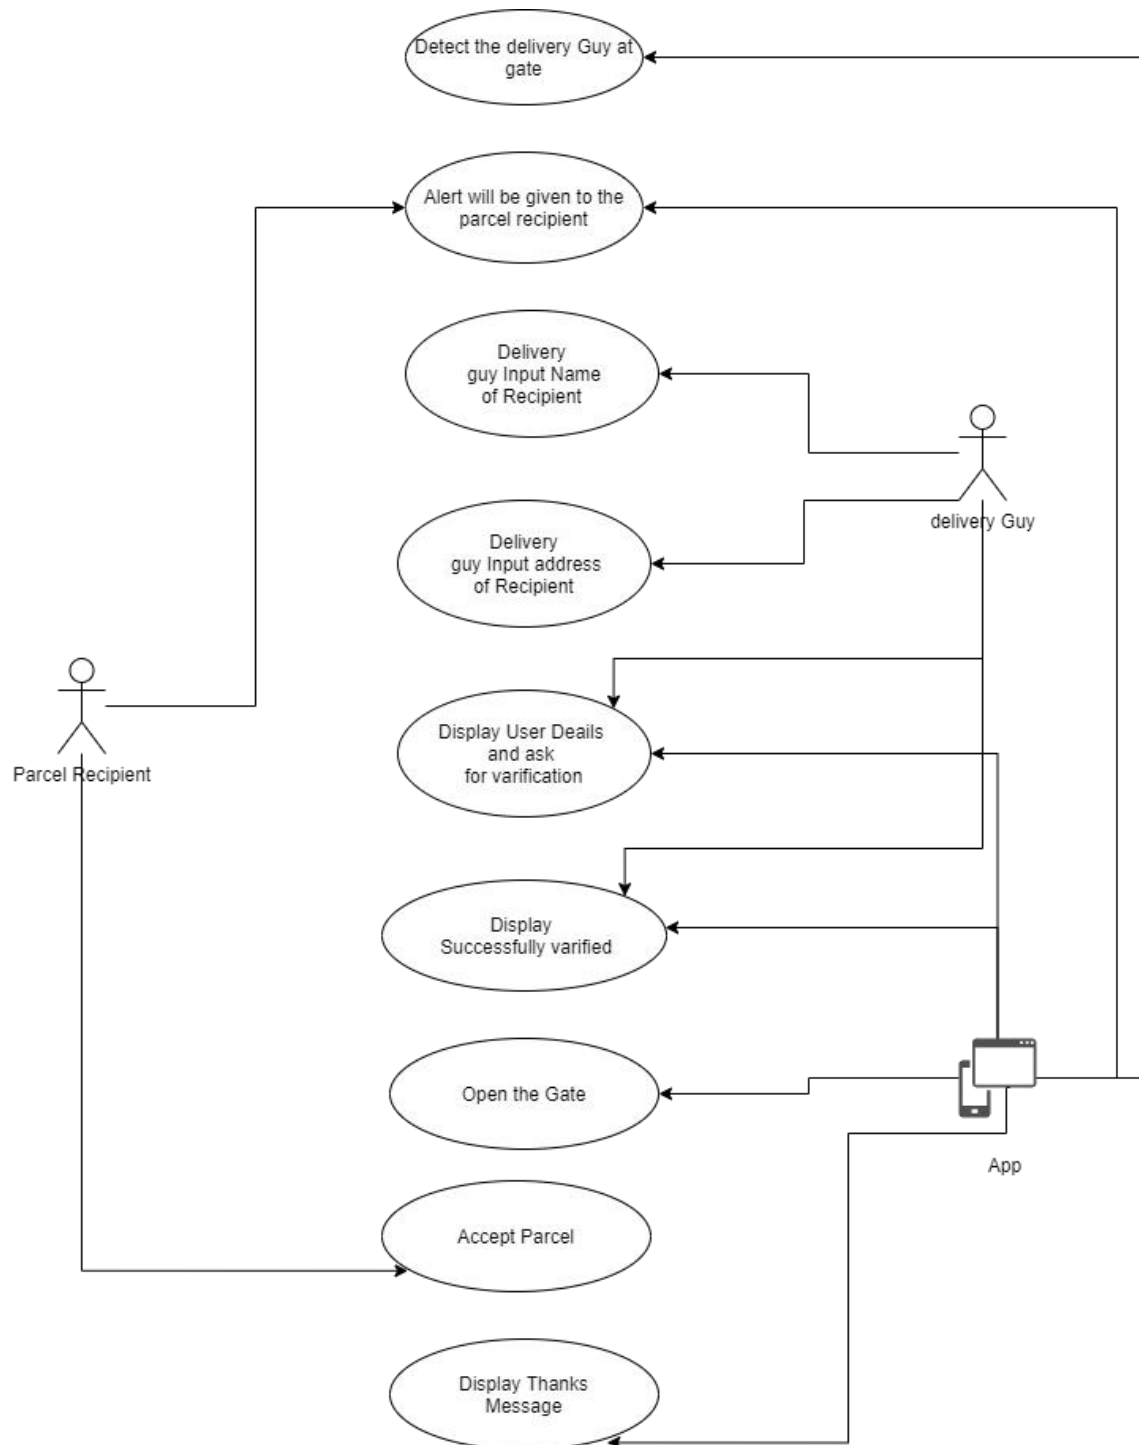 Detect the delivery Guy at
gate
Alert will be given to the
parcel recipient
Delivery
guy Input Name
of Recipient
delivery Guy
Delivery
guy Input address
of Recipient
Display User Deails
and ask
for varification
Parcel Recipient
Display
Successfully varified
Open the Gate
App
Accept Parcel
Display Thanks
Message